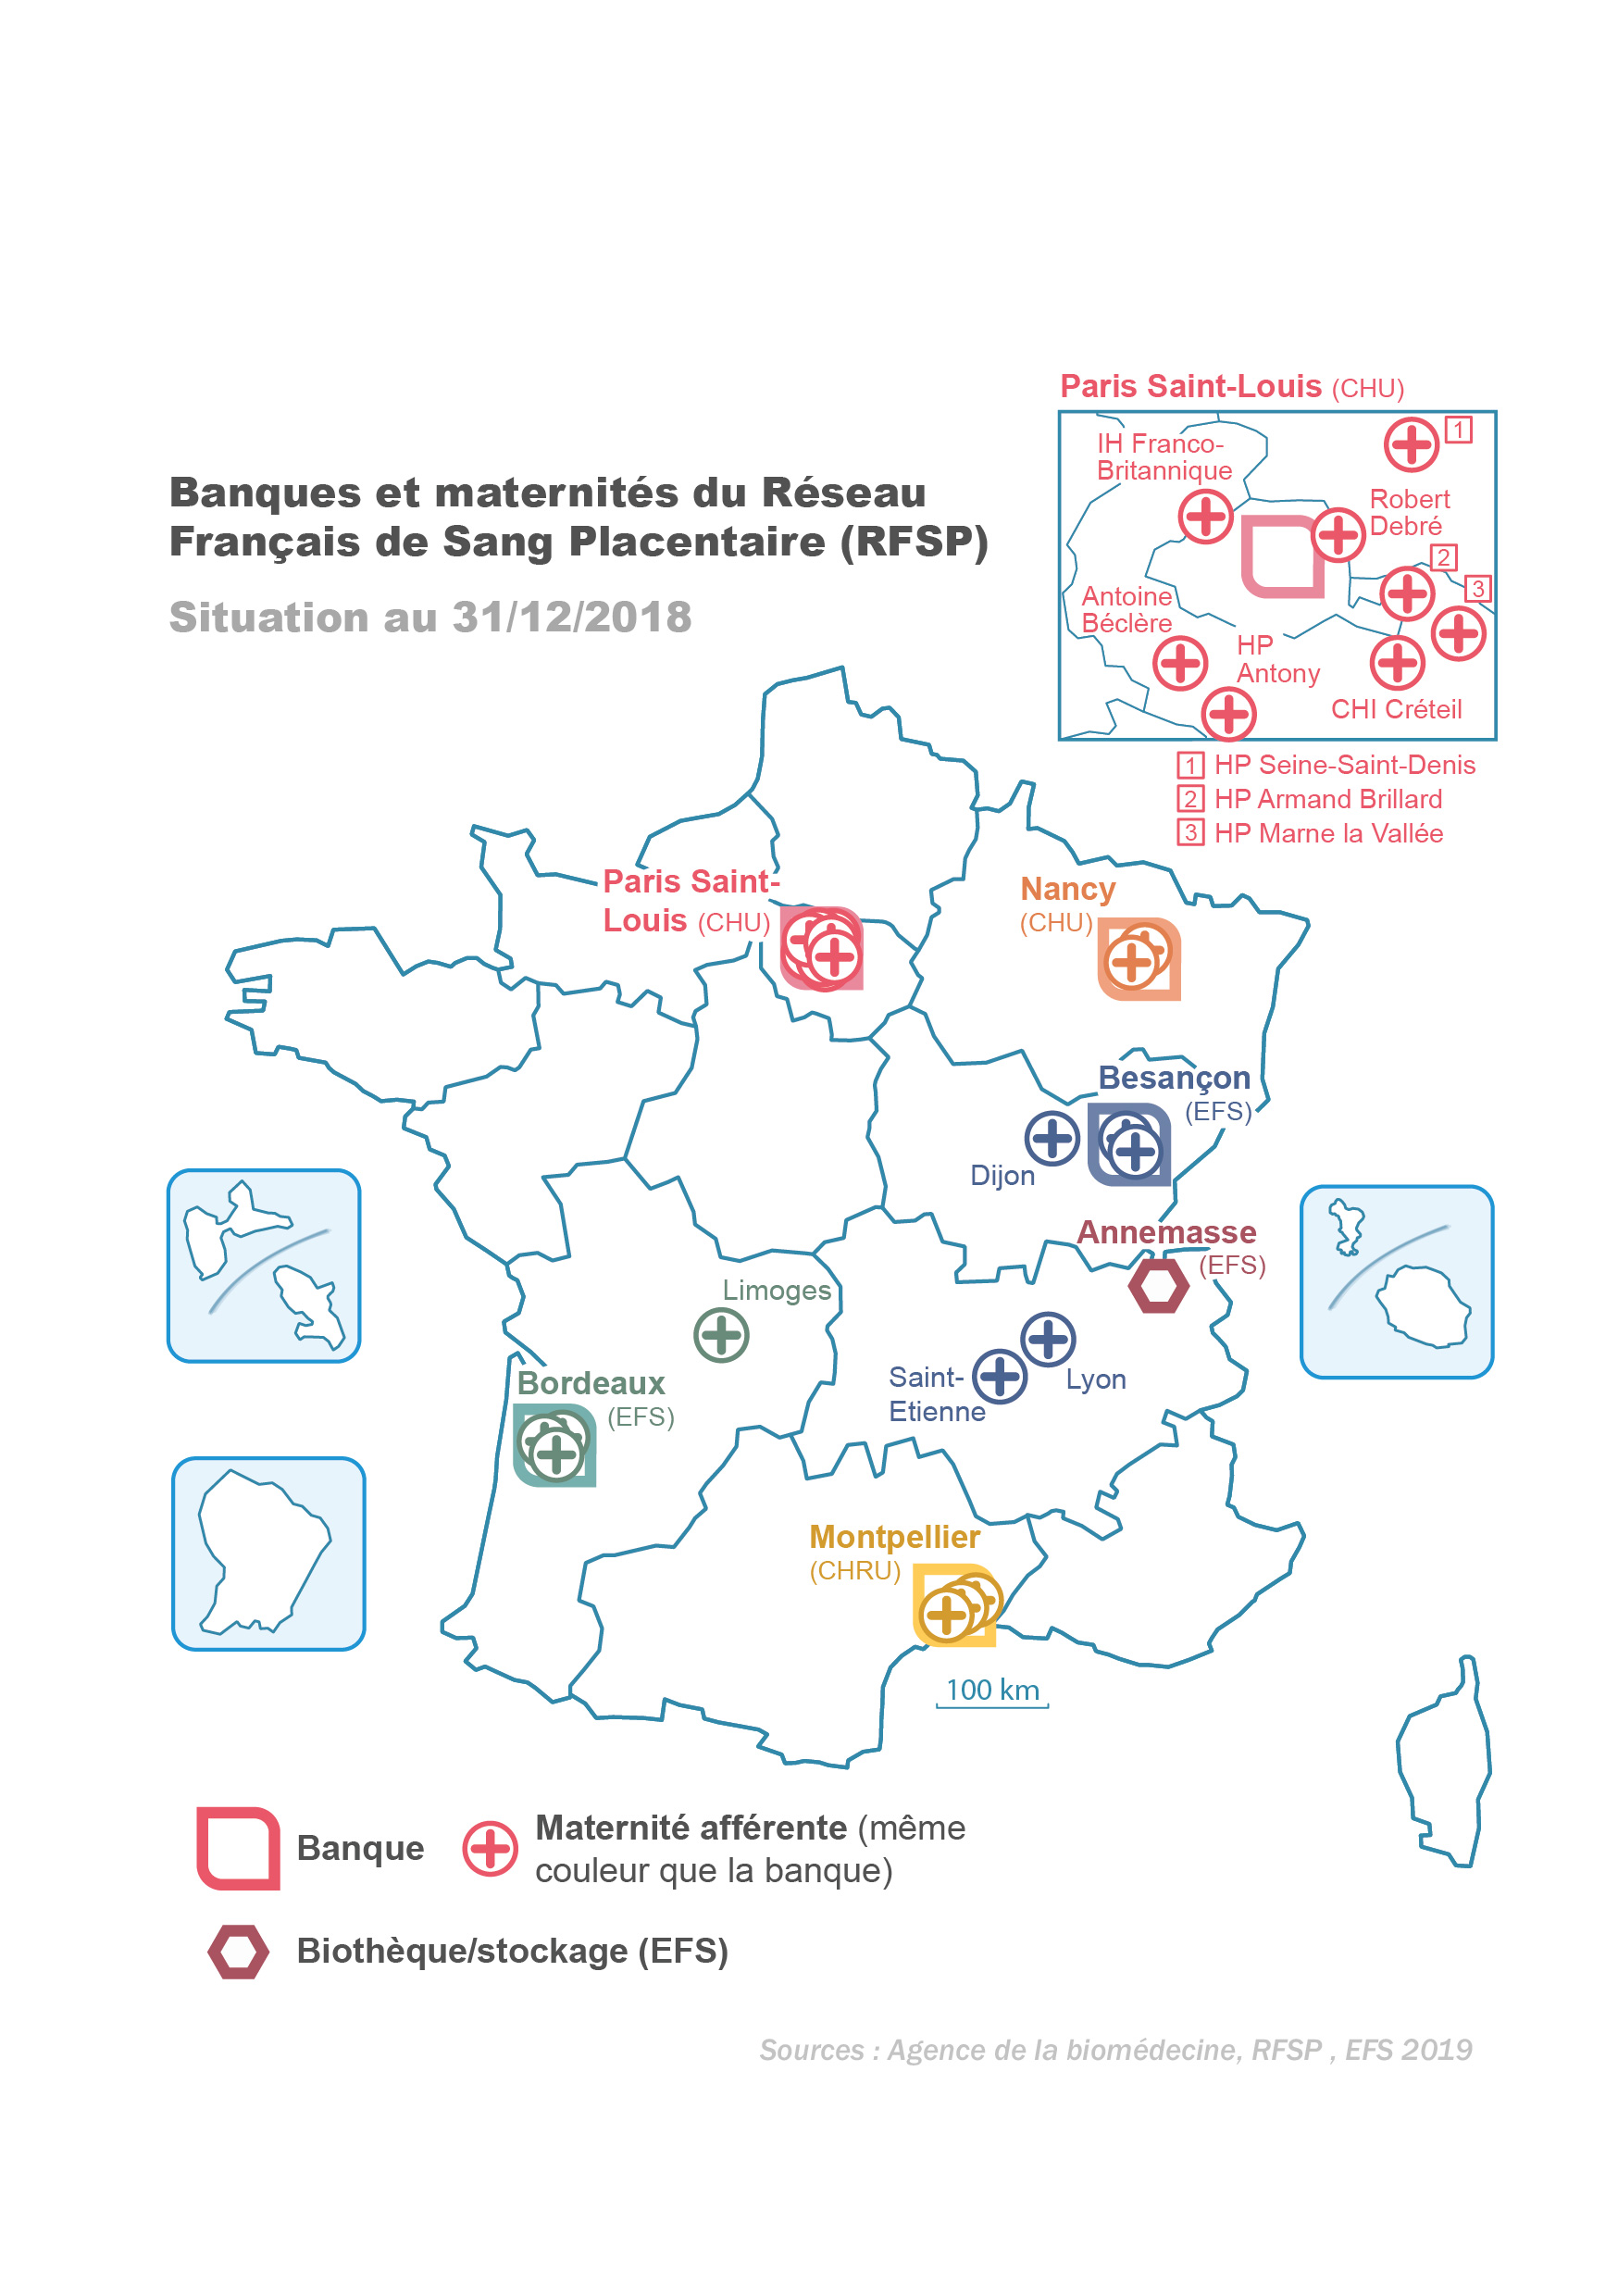 Paris Saint-Louis (CHU)
IH Franco-
Britannique
1
Robert
Debré
2
3
Antoine
Béclère
HP
Antony
CHI Créteil
1 HP Seine-Saint-Denis
2 HP Armand Brillard
3 HP Marne la Vallée
Banques et maternités du Réseau
Français de Sang Placentaire (RFSP)
Situation au 31/12/2018
Paris Saint-
Louis (CHU)
Nancy
(CHU)
Besançon
(EFS)
Dijon
Annemasse
(EFS)
Limoges
Saint-
Etienne
Lyon
Bordeaux
(EFS)
Montpellier
(CHRU)
100 km
Banque
Maternité afférente (même
couleur que la banque)
Biothèque/stockage (EFS)
Sources : Agence de la biomédecine, RFSP , EFS 2019